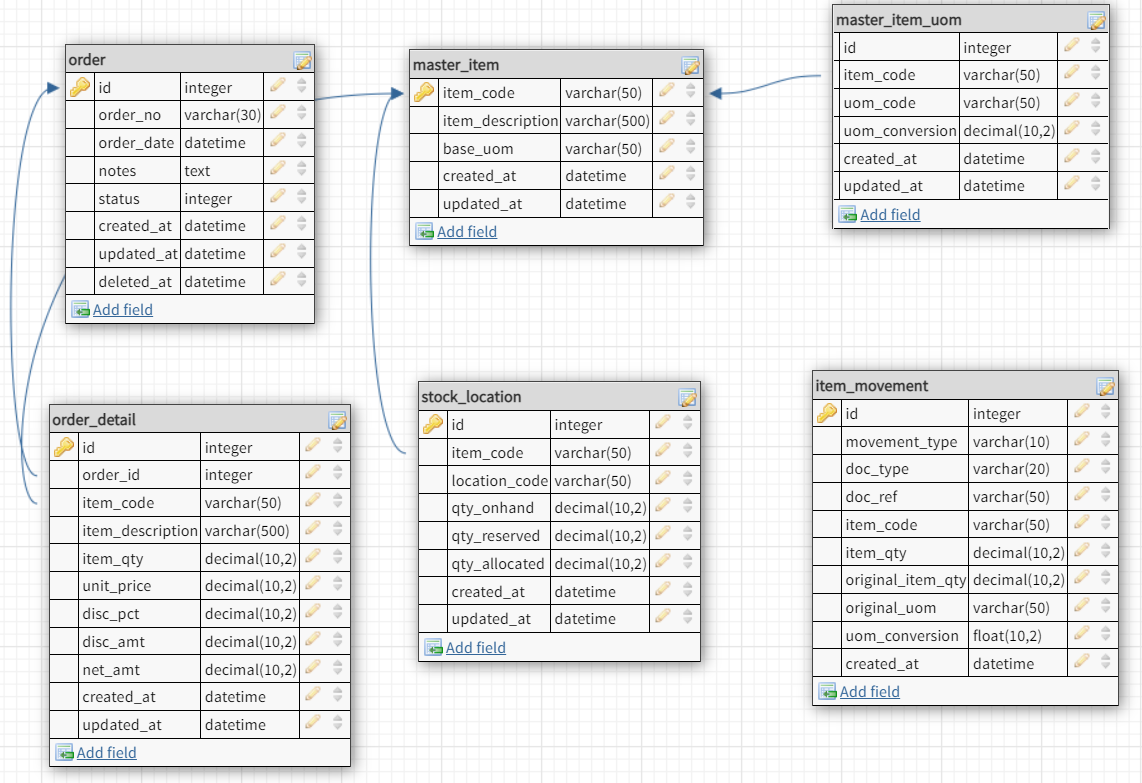 order
id integer
order_no varchar(30)
order_date datetime
notes text
status integer
created_at datetime
updated_at datetime
deleted_at datetime
Add field
master_item
item_code varchar(50)
item_description varchar(500)
base_uom varchar(50)
created_at datetime
updated_at datetime
Add field
master_item_uom
id integer
item_code varchar(50)
uom_code varchar(50)
uom_conversion decimal(10,2)
created_at datetime
updated_at datetime
Add field
order_detail
id integer
order_id integer
item_code varchar(50)
item_description varchar(500)
item_qty decimal(10,2)
unit_price decimal(10,2)
disc_pct decimal(10,2)
disc_amt decimal(10,2)
net_amt decimal(10,2)
created_at datetime
updated_at datetime
Add field
stock_location
id integer
item_code varchar(50)
location_code varchar(50)
qty_onhand decimal(10,2)
qty_reserved decimal(10,2)
qty_allocated decimal(10,2)
created_at datetime
updated_at datetime
Add field
item_movement
id integer
movement_type varchar(10)
doc_type varchar(20)
doc_ref varchar(50)
item_code varchar(50)
item_qty decimal(10,2)
original_item_qty decimal(10,2)
original_uom varchar(50)
uom_conversion float(10,2)
created_at datetime
Add field